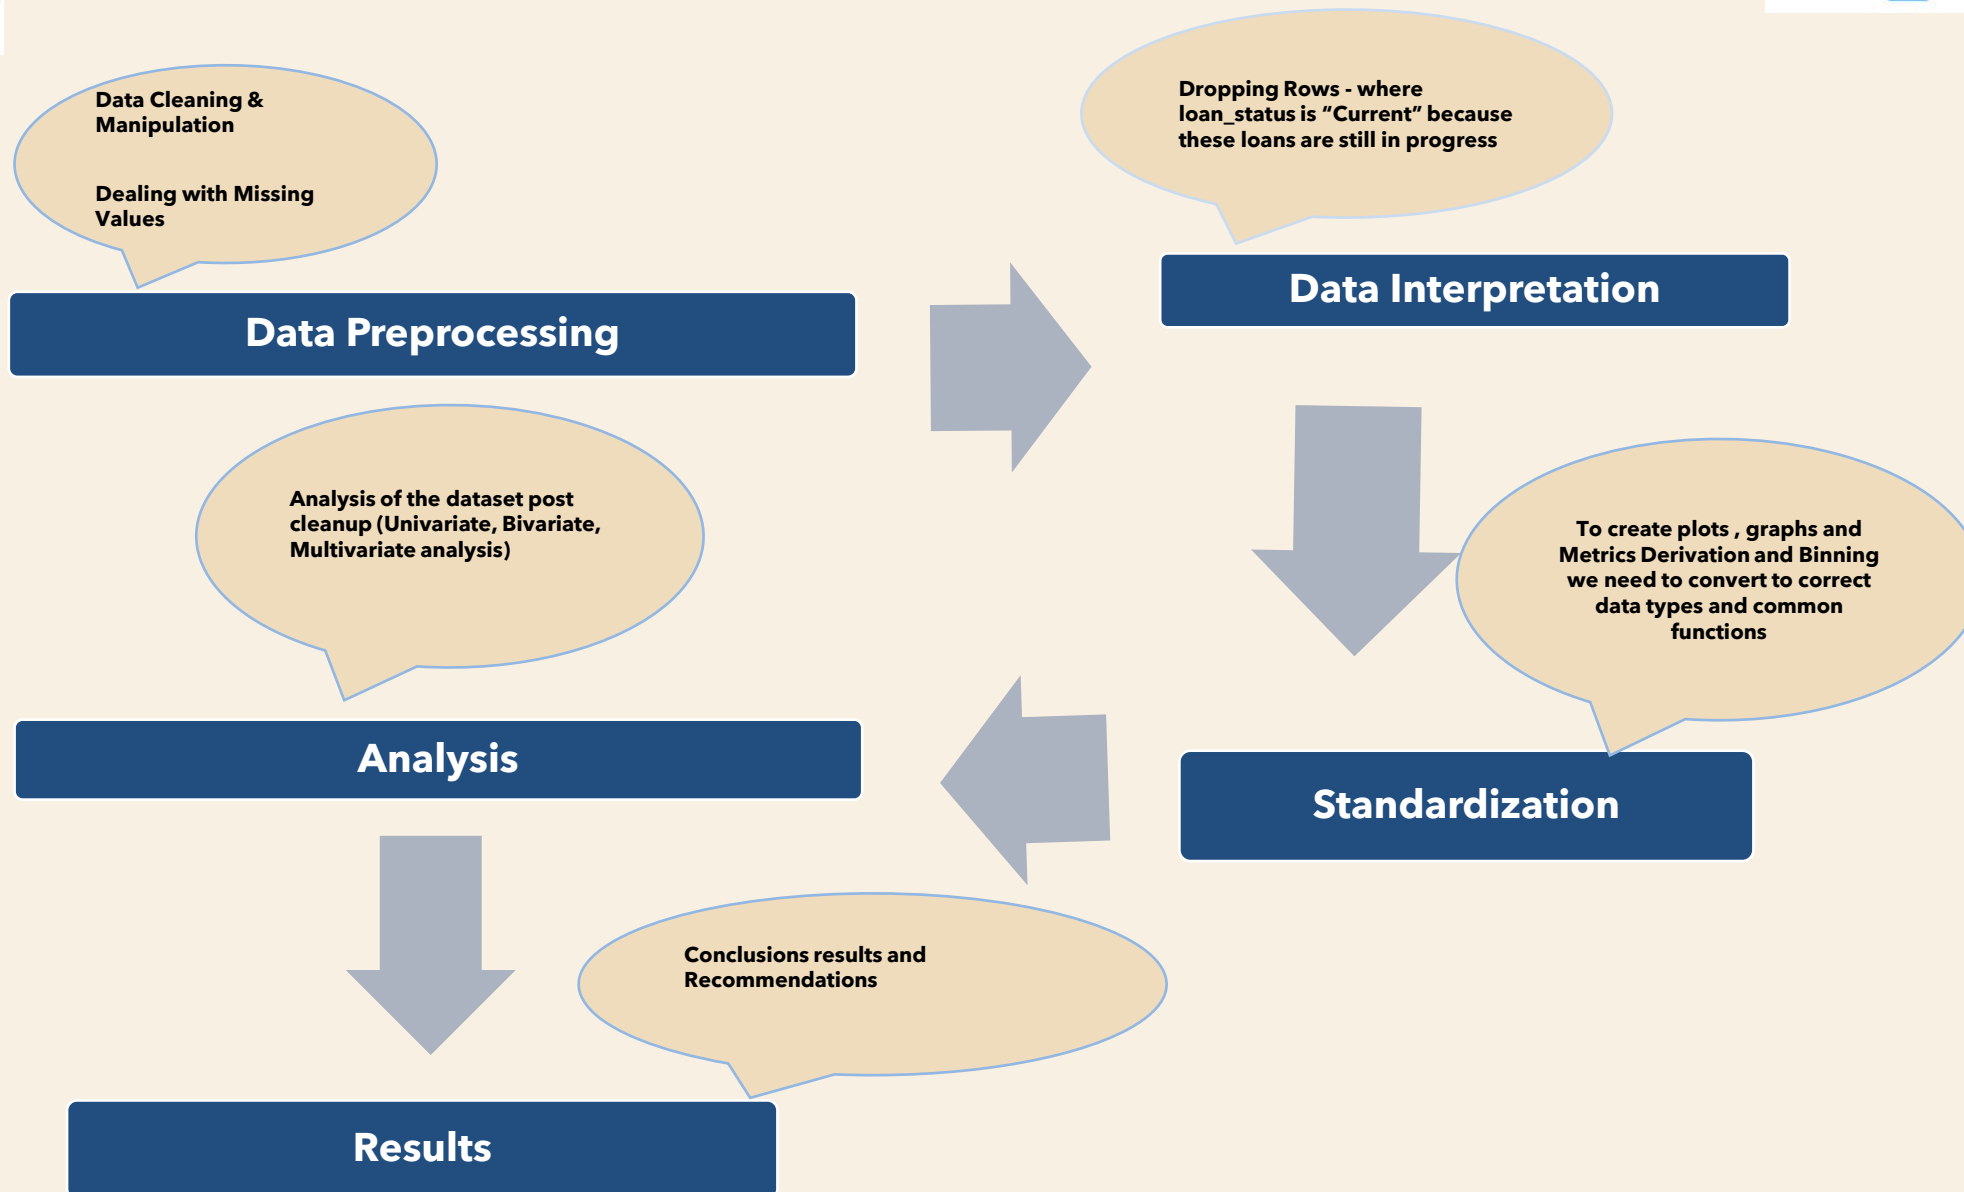 Data Cleaning &
Manipulation
Dealing with Missing
Values
Data Preprocessing
Dropping Rows - where
loan_status is “Current” because
these loans are still in progress
Data Interpretation
To create plots , graphs and
Metrics Derivation and Binning
we need to convert to correct
data types and common
functions
Standardization
Analysis of the dataset post
cleanup (Univariate, Bivariate,
Multivariate analysis)
Analysis
Conclusions results and
Recommendations
Results